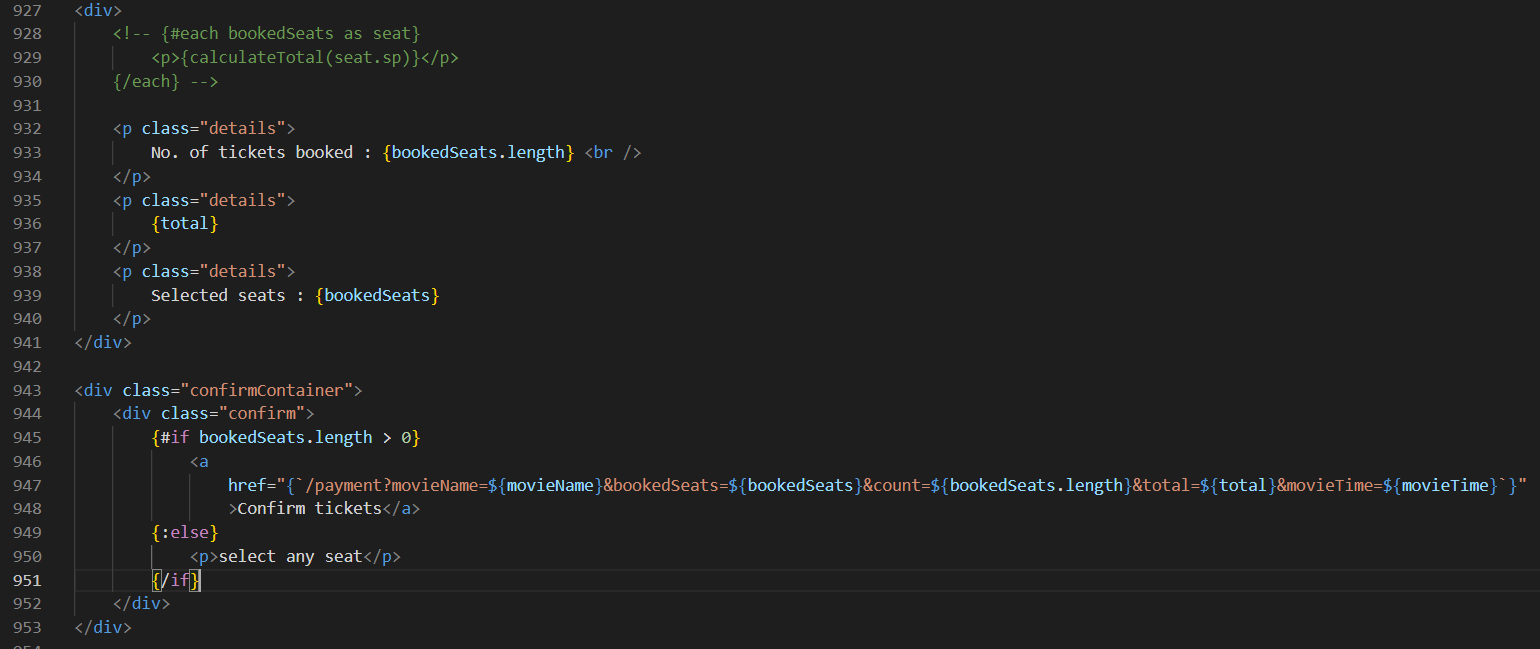 927 <div>
928 <!-- {#each bookedSeats as seat}
929 <p>{calculateTotal(seat.sp)}</p>
930 {/each} -->
931
932 <p class="details">
933 No. of tickets booked : {bookedSeats.length} <br />
934 </p>
935 <p class="details">
936 {total}
937 </p>
938 <p class="details">
939 Selected seats : {bookedSeats}
940 </p>
941 </div>
942
943 <div class="confirmContainer">
944 <div class="confirm">
945 {#if bookedSeats.length > 0}
946 <a
947 href="{`/payment?movieName=${movieName}&bookedSeats=${bookedSeats}&count=${bookedSeats.length}&total=${total}&movieTime=${movieTime}`}"
948 >Confirm tickets</a>
949 {:else}
950 <p>select any seat</p>
951 {/if}
952 </div>
953 </div>